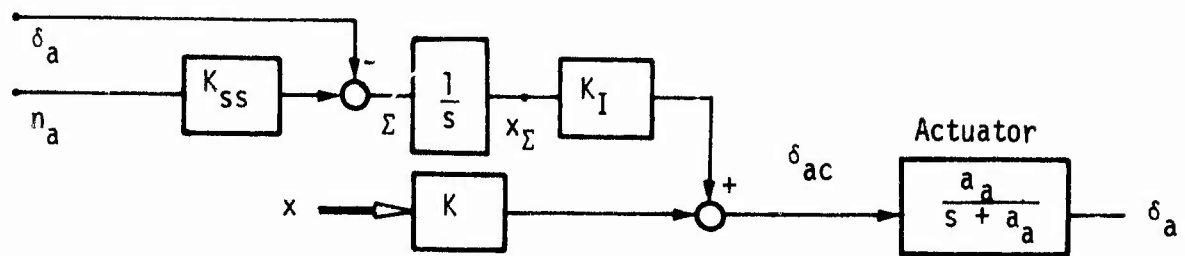 δa
-
Kss
na
Σ
1
s
xΣ
KI
+
x
K
δac
Actuator
aa
s + aa
δa